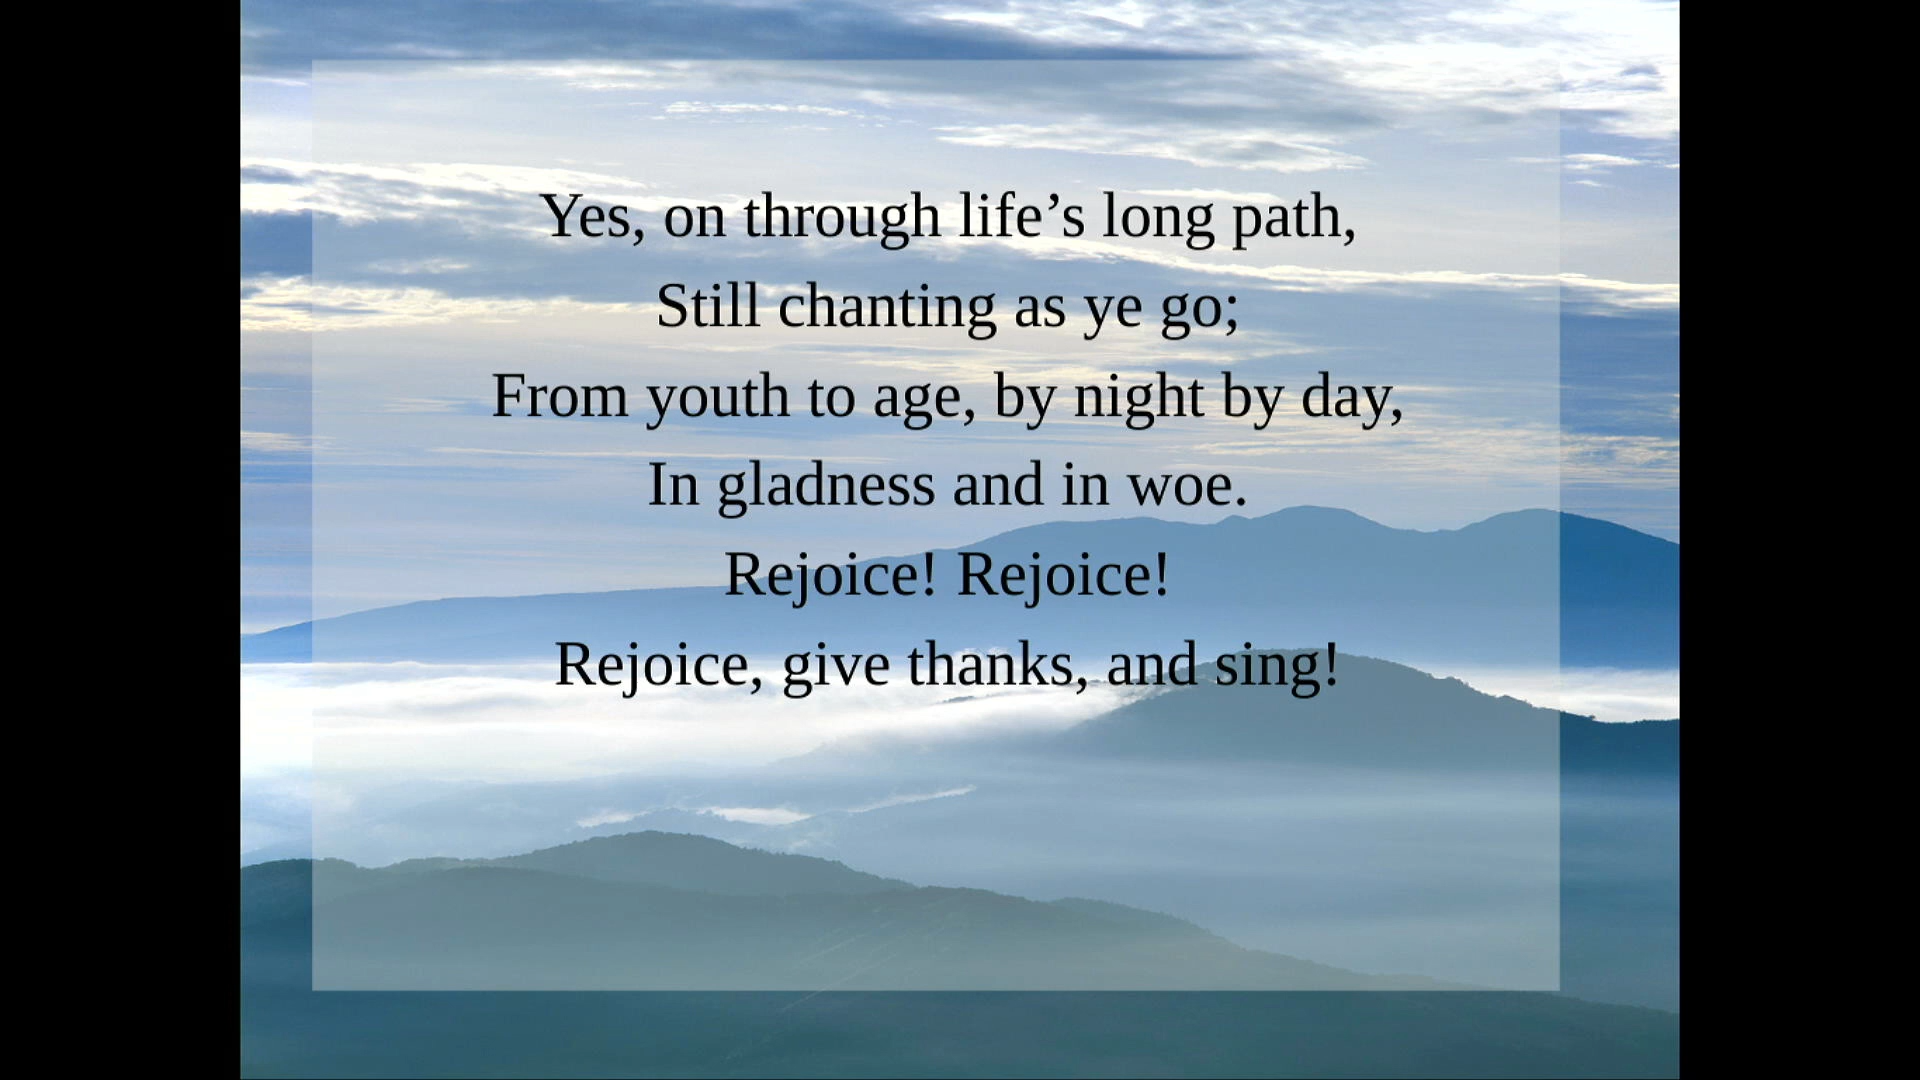 Yes, on through life’s long path,
Still chanting as ye go;
From youth to age, by night by day,
In gladness and in woe.
Rejoice! Rejoice!
Rejoice, give thanks, and sing!